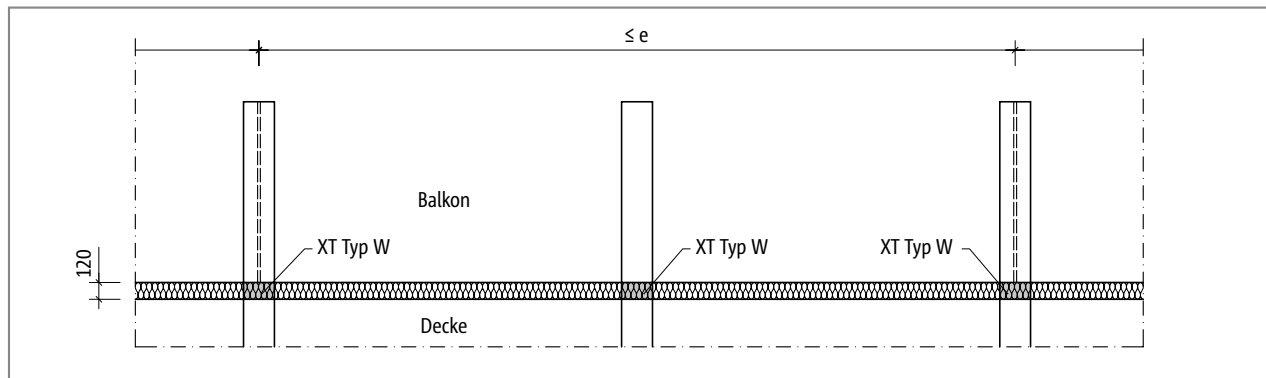 ≤ e
Balkon
XT Typ W
XT Typ W
XT Typ W
120
Decke